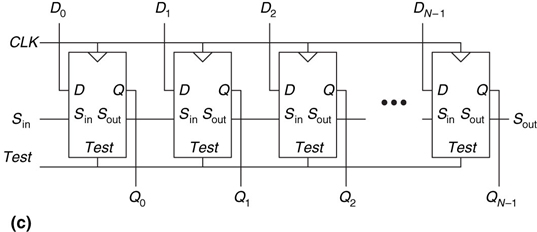 D0 D1 D2 DN−1
CLK
D Q D Q D Q D Q
Sin Sin Sout Sin Sout Sin Sout ••• Sin Sout Sout
Test Test Test Test
Test
Q0 Q1 Q2 QN−1
(c)